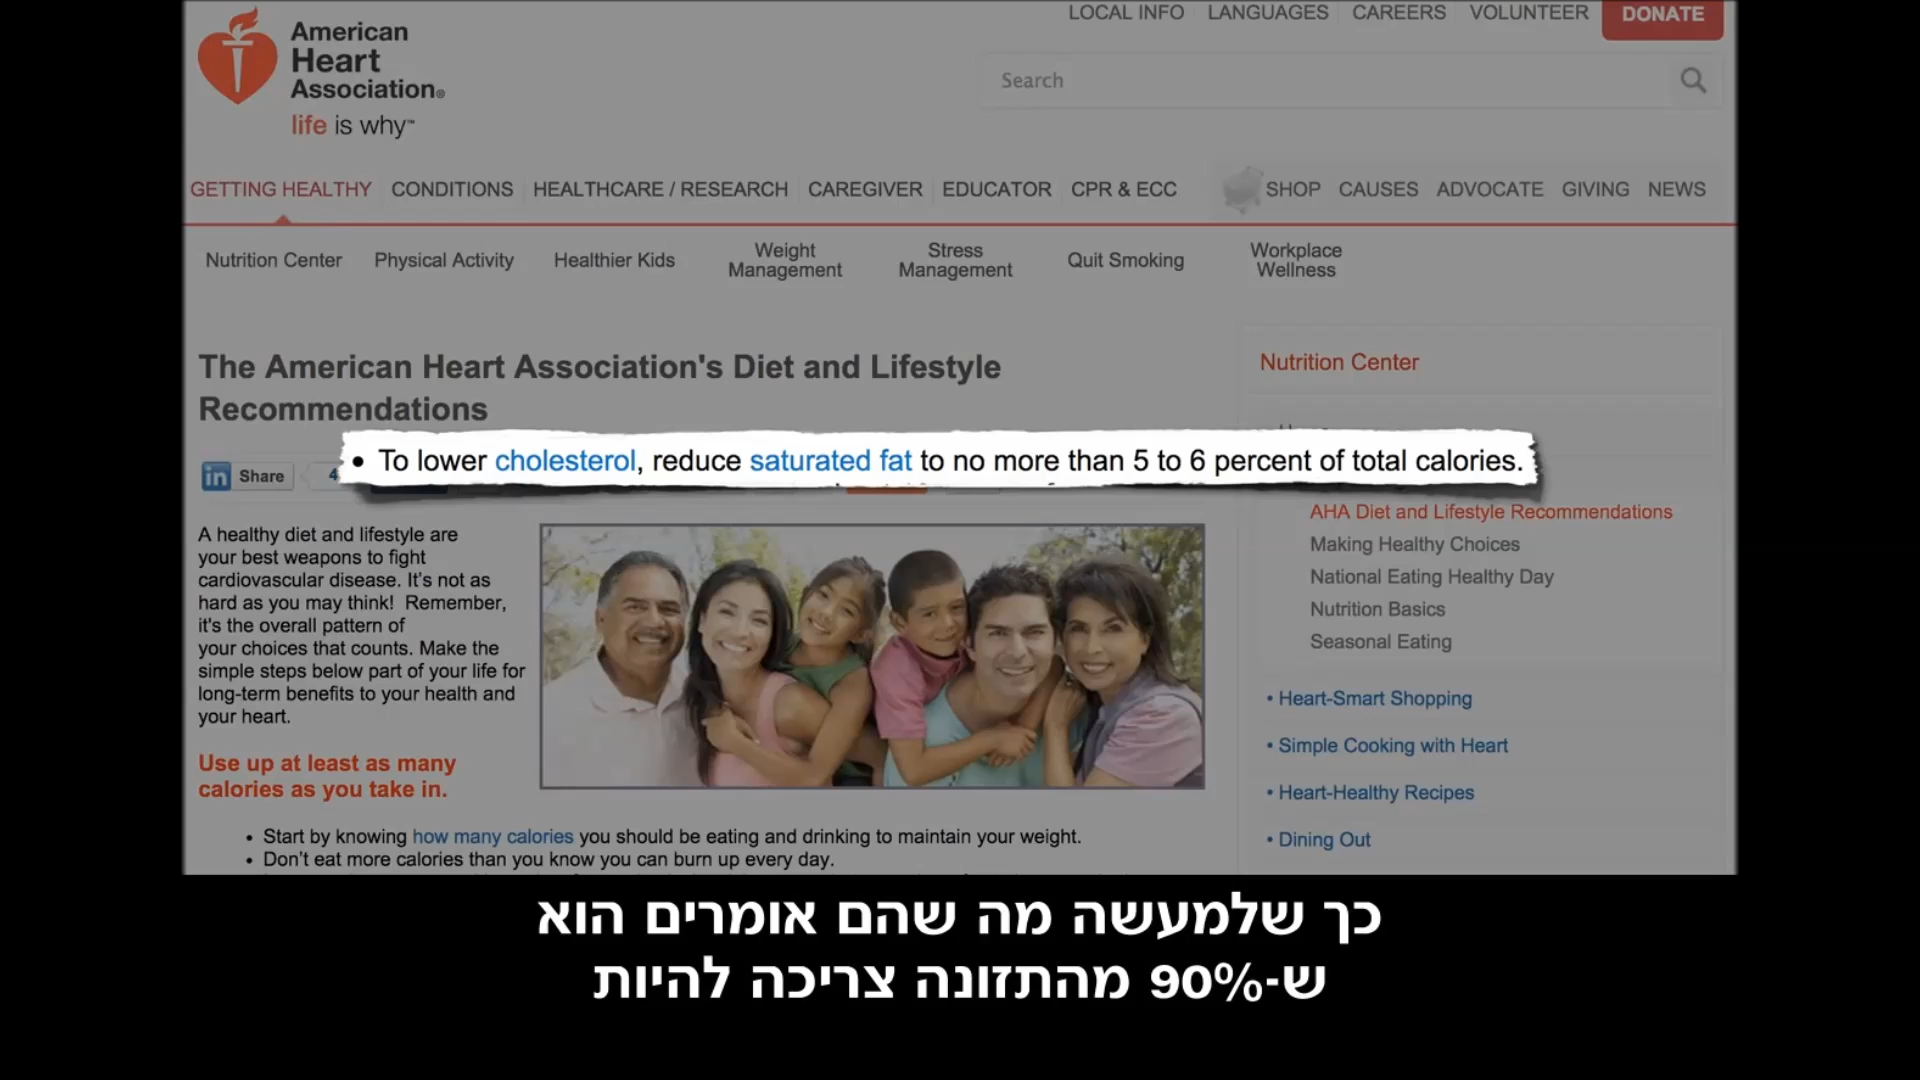 American
Heart
Association®
life is why™
LOCAL INFO LANGUAGES CAREERS VOLUNTEER DONATE
Search
GETTING HEALTHY CONDITIONS HEALTHCARE / RESEARCH CAREGIVER EDUCATOR CPR & ECC SHOP CAUSES ADVOCATE GIVING NEWS
Nutrition Center Physical Activity Healthier Kids Weight Management Stress Management Quit Smoking Workplace Wellness
The American Heart Association's Diet and Lifestyle
Recommendations
• To lower cholesterol, reduce saturated fat to no more than 5 to 6 percent of total calories.
in Share
A healthy diet and lifestyle are
your best weapons to fight
cardiovascular disease. It's not as
hard as you may think! Remember,
it's the overall pattern of
your choices that counts. Make the
simple steps below part of your life for
long-term benefits to your health and
your heart.
Use up at least as many
calories as you take in.
• Start by knowing how many calories you should be eating and drinking to maintain your weight.
• Don't eat more calories than you know you can burn up every day.
Nutrition Center
AHA Diet and Lifestyle Recommendations
Making Healthy Choices
National Eating Healthy Day
Nutrition Basics
Seasonal Eating
• Heart-Smart Shopping
• Simple Cooking with Heart
• Heart-Healthy Recipes
• Dining Out
כך שלמעשה מה שהם אומרים הוא
ש-90% מהתזונה צריכה להיות